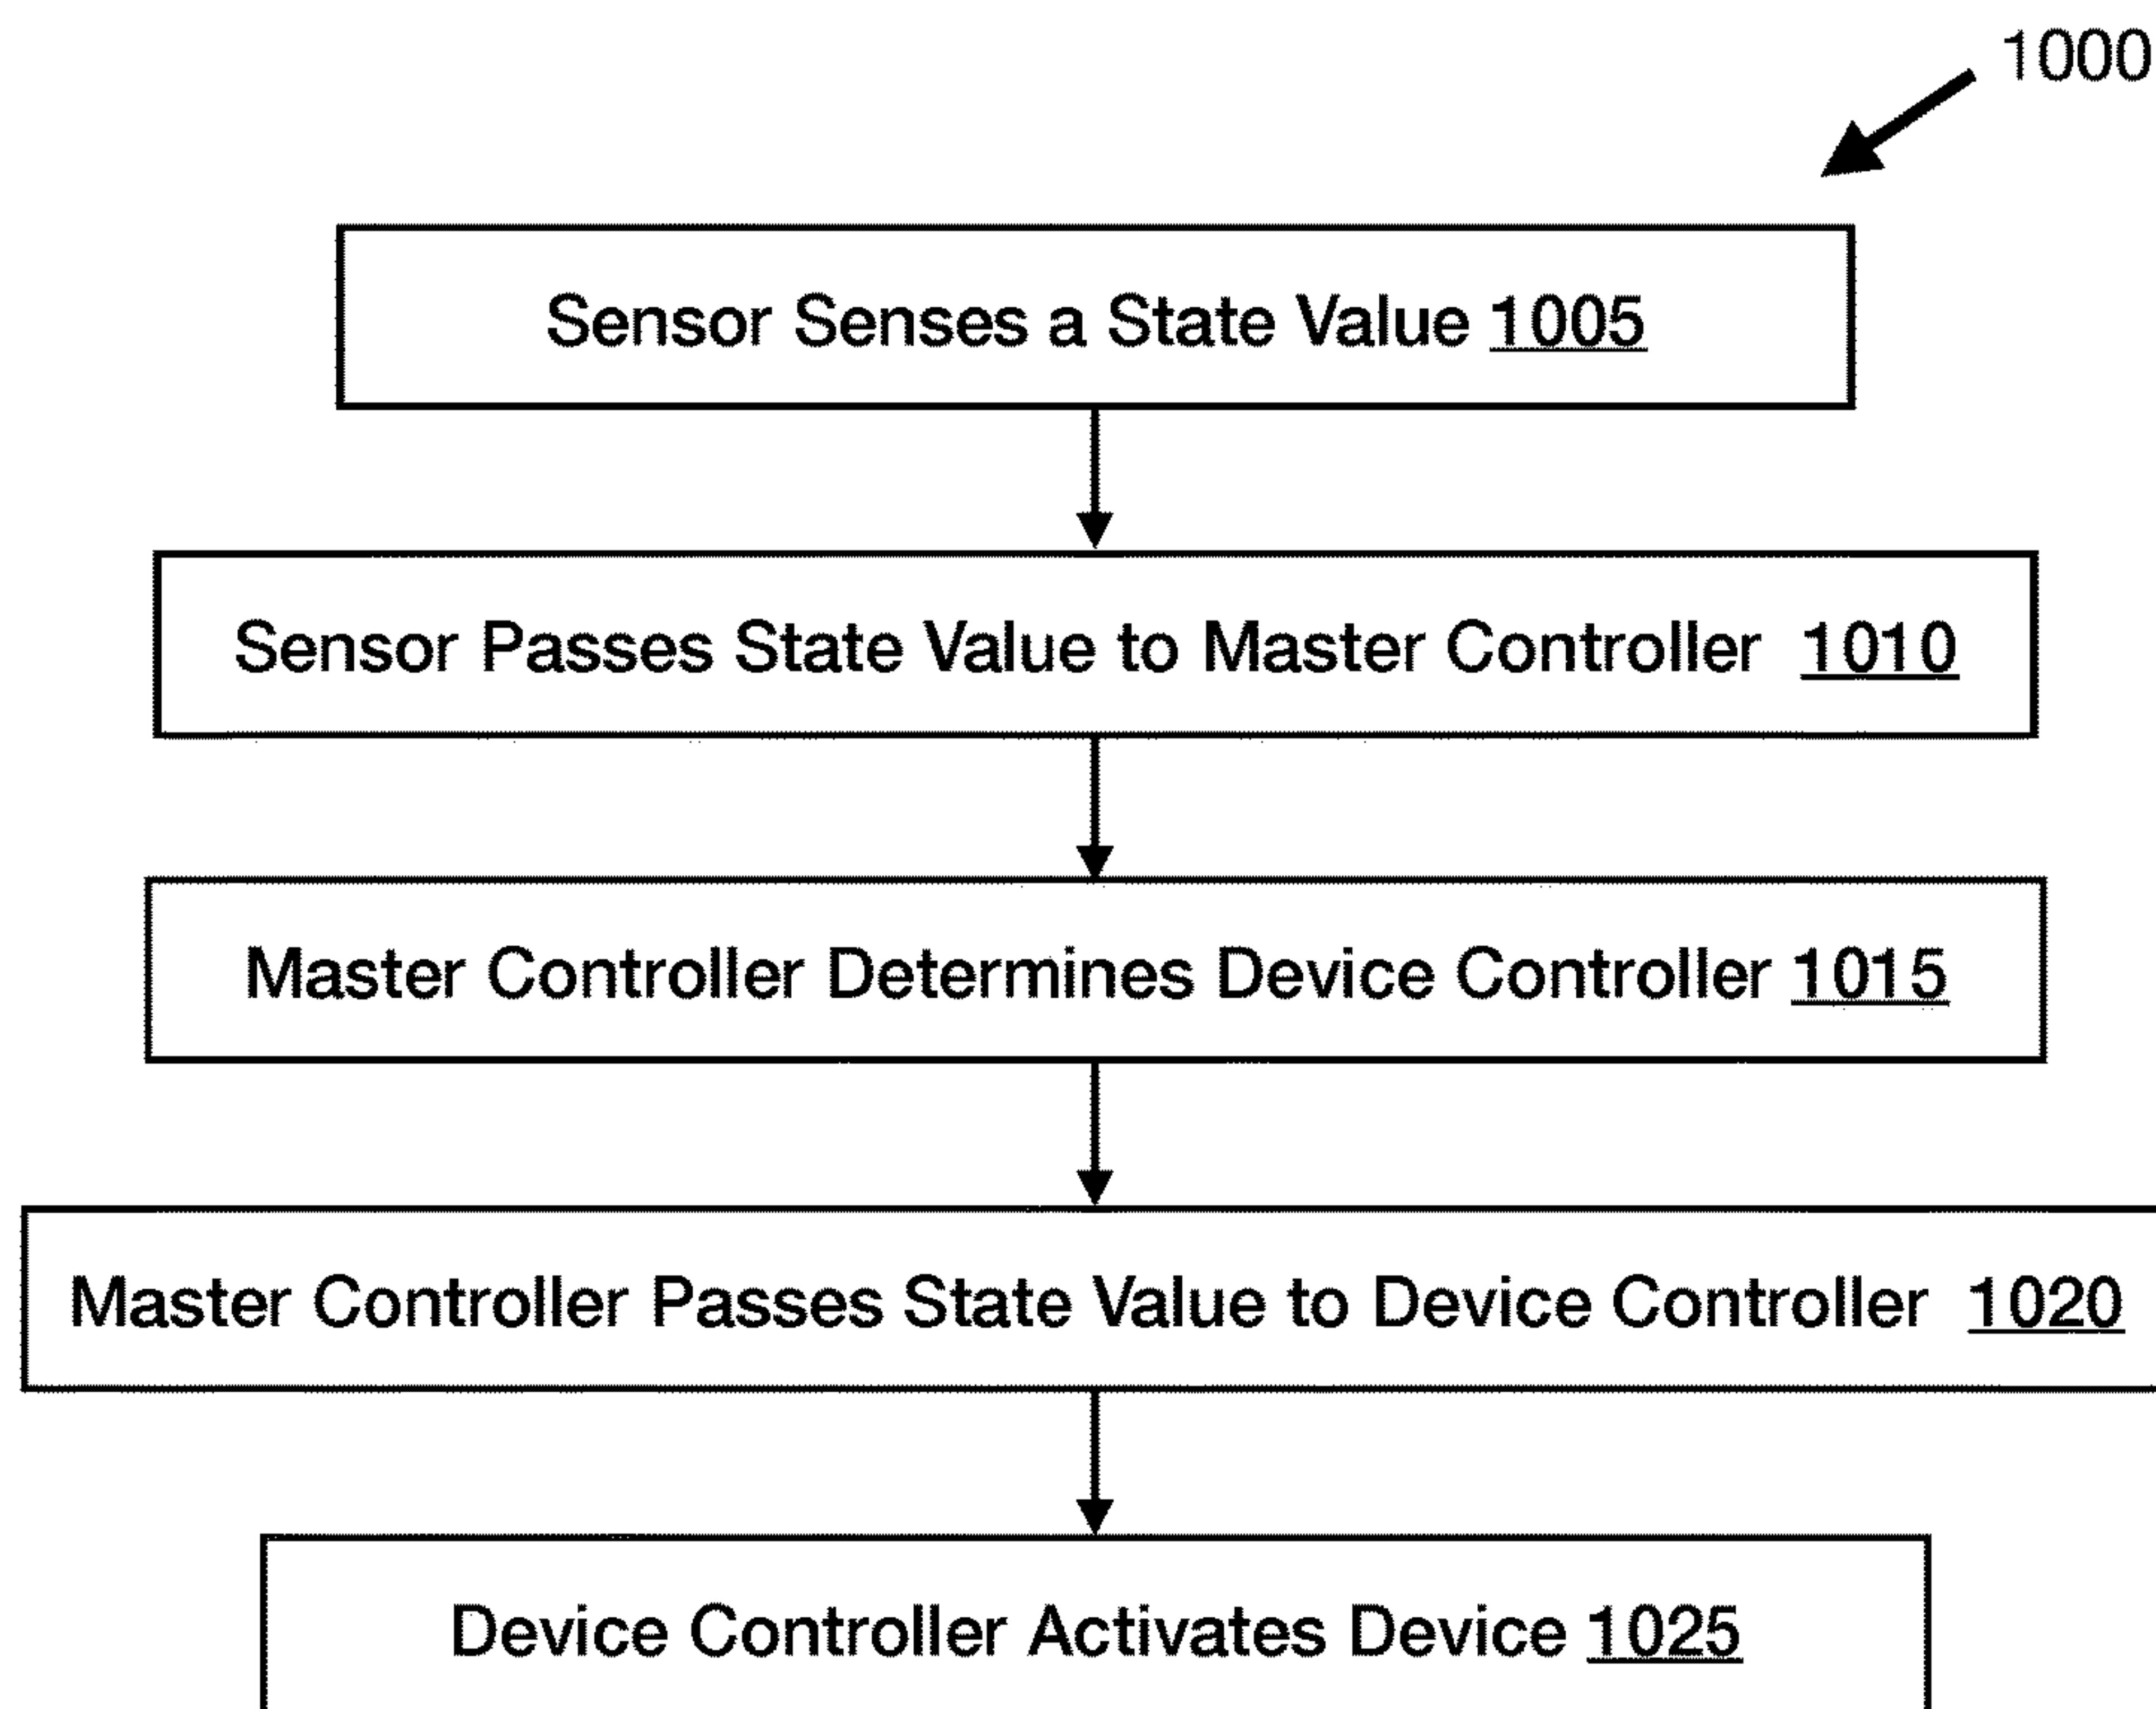 1000
Sensor Senses a State Value 1005
Sensor Passes State Value to Master Controller 1010
Master Controller Determines Device Controller 1015
Master Controller Passes State Value to Device Controller 1020
Device Controller Activates Device 1025